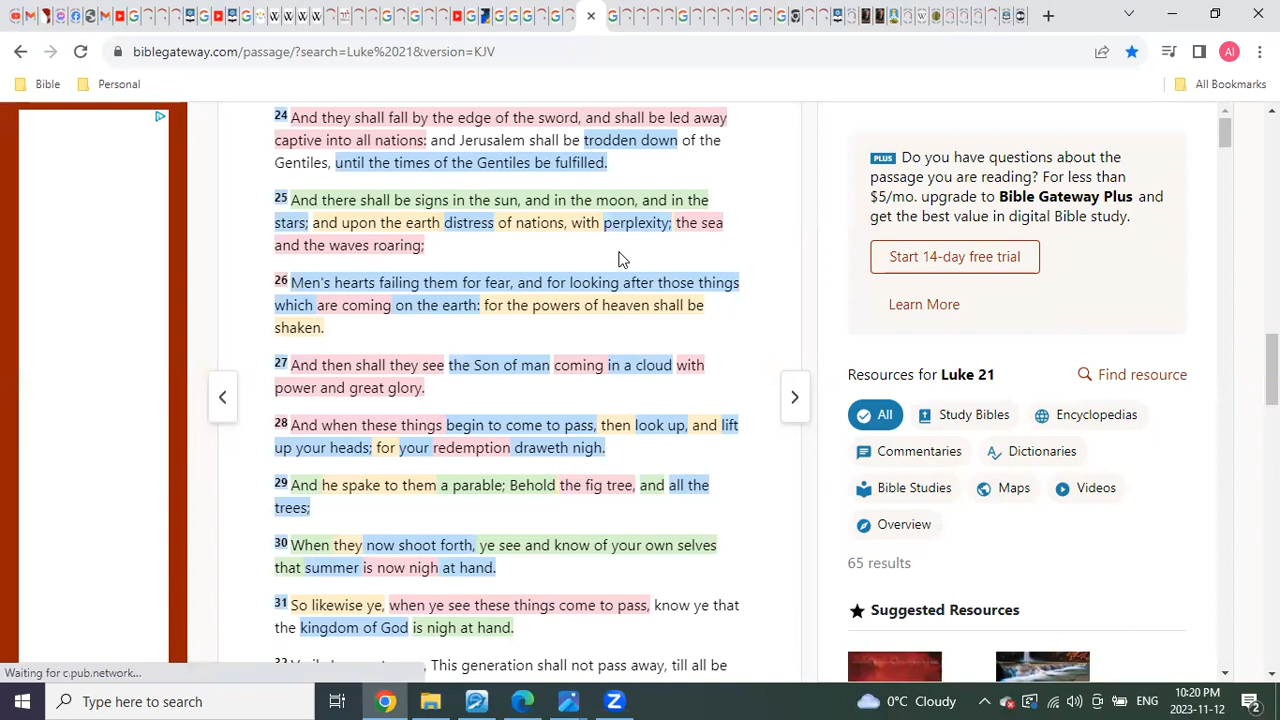 biblegateway.com/passage/?search=Luke%2021&version=KJV
AI
Bible
Personal
All Bookmarks
24 And they shall fall by the edge of the sword, and shall be led away
captive into all nations: and Jerusalem shall be trodden down of the
Gentiles, until the times of the Gentiles be fulfilled.
25 And there shall be signs in the sun, and in the moon, and in the
stars; and upon the earth distress of nations, with perplexity; the sea
and the waves roaring;
26 Men's hearts failing them for fear, and for looking after those things
which are coming on the earth: for the powers of heaven shall be
shaken.
27 And then shall they see the Son of man coming in a cloud with
power and great glory.
28 And when these things begin to come to pass, then look up, and lift
up your heads; for your redemption draweth nigh.
29 And he spake to them a parable; Behold the fig tree, and all the
trees;
30 When they now shoot forth, ye see and know of your own selves
that summer is now nigh at hand.
31 So likewise ye, when ye see these things come to pass, know ye that
the kingdom of God is nigh at hand.
This generation shall not pass away, till all be
PLUS Do you have questions about the
passage you are reading? For less than
$5/mo. upgrade to Bible Gateway Plus and
get the best value in digital Bible study.
Start 14-day free trial
Learn More
Resources for Luke 21
Find resource
All
Study Bibles
Encyclopedias
Commentaries
Dictionaries
Bible Studies
Maps
Videos
Overview
65 results
Suggested Resources
Waiting for c.pub.network...
Type here to search
0°C Cloudy
ENG
10:20 PM
2023-11-12
2